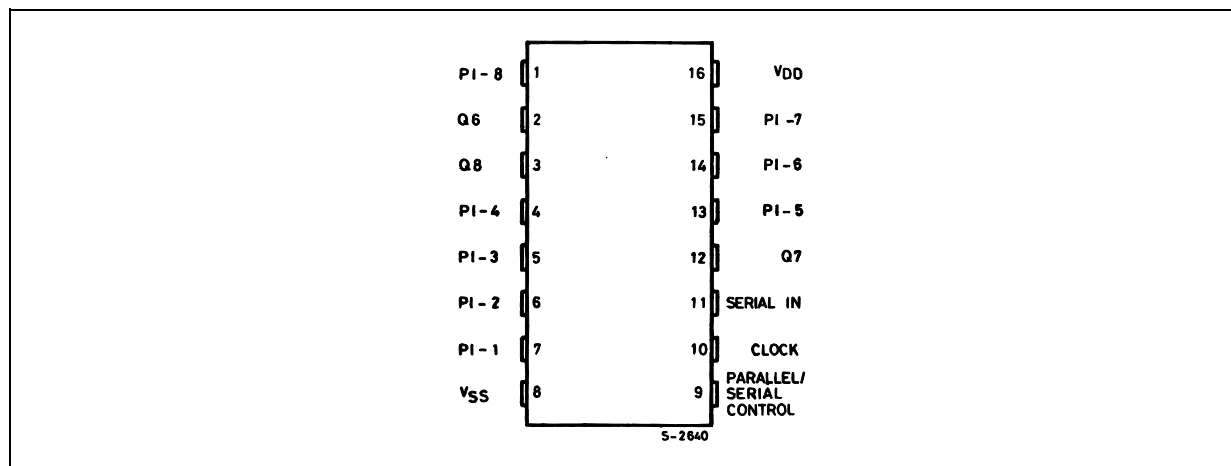 PI-8 1 16 VDD
Q6 2 15 PI-7
Q8 3 14 PI-6
PI-4 4 13 PI-5
PI-3 5 12 Q7
PI-2 6 11 SERIAL IN
PI-1 7 10 CLOCK
VSS 8 9 PARALLEL/
SERIAL
CONTROL
S-2640